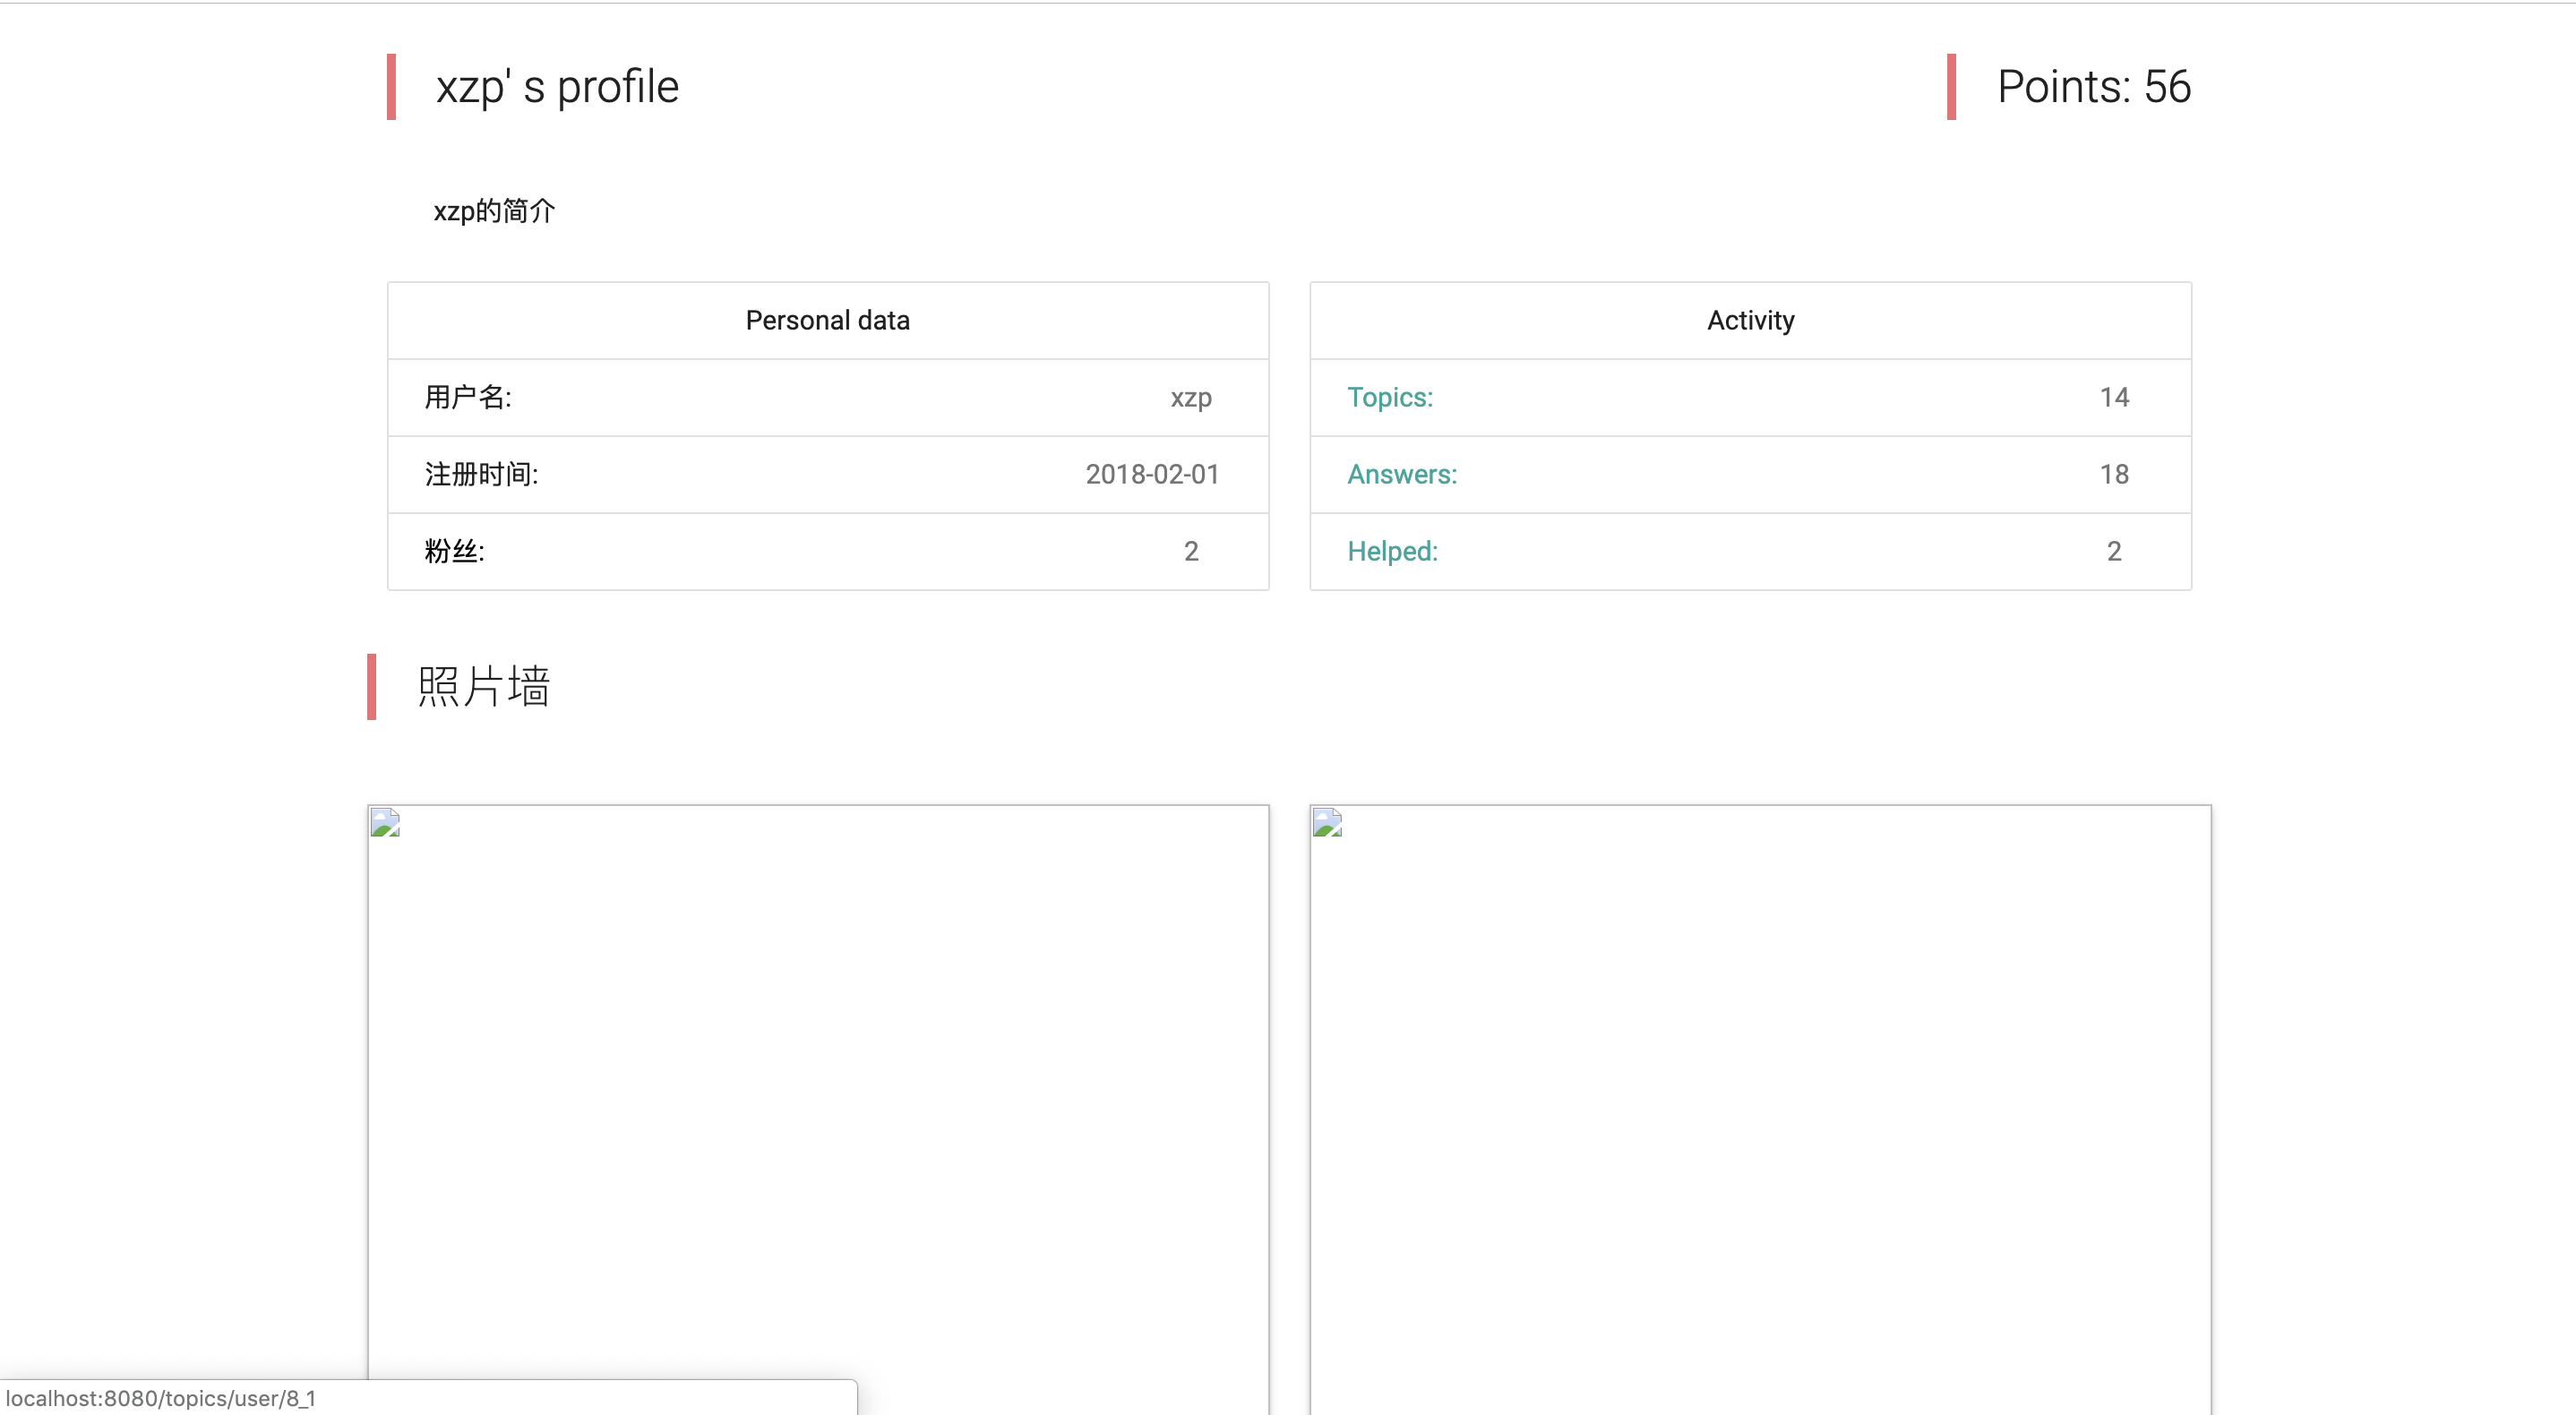 xzp' s profile
Points: 56
xzp的简介
Personal data
用户名: xzp
注册时间: 2018-02-01
粉丝: 2
Activity
Topics: 14
Answers: 18
Helped: 2
照片墙
localhost:8080/topics/user/8_1